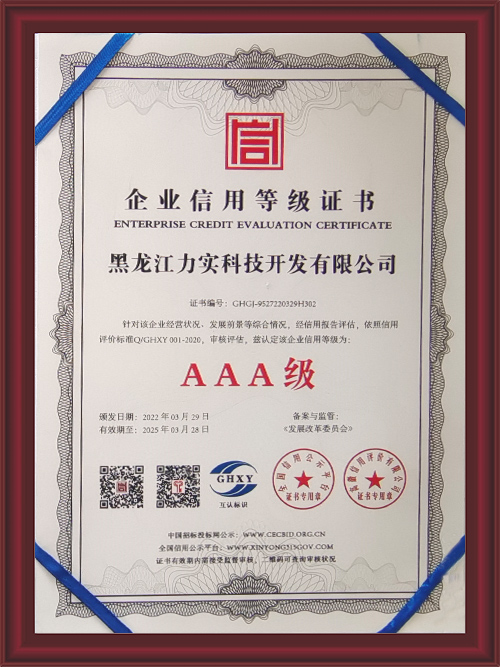 企业信用等级证书
ENTERPRISE CREDIT EVALUATION CERTIFICATE
黑龙江力实科技开发有限公司
证书编号：GHGJ-9527220329H302
针对该企业经营状况、发展前景等综合情况，经信用报告评估，依照信用
评价标准Q/GHXY 001-2020，审核评估，兹认定该企业信用等级为：
AAA级
颁发日期：2022 年 03 月 29 日
有效期至：2025 年 03 月 28 日
备案与监管：
《发展改革委员会》
GHXY
互认标识
证书专用章
证书专用章
中国招标投标网公示：WWW.CECBID.ORG.CN
全国信用公示平台：WWW.XINYONG315GOV.COM
证书有效期内需接受监督审核，二维码可查询审核状况